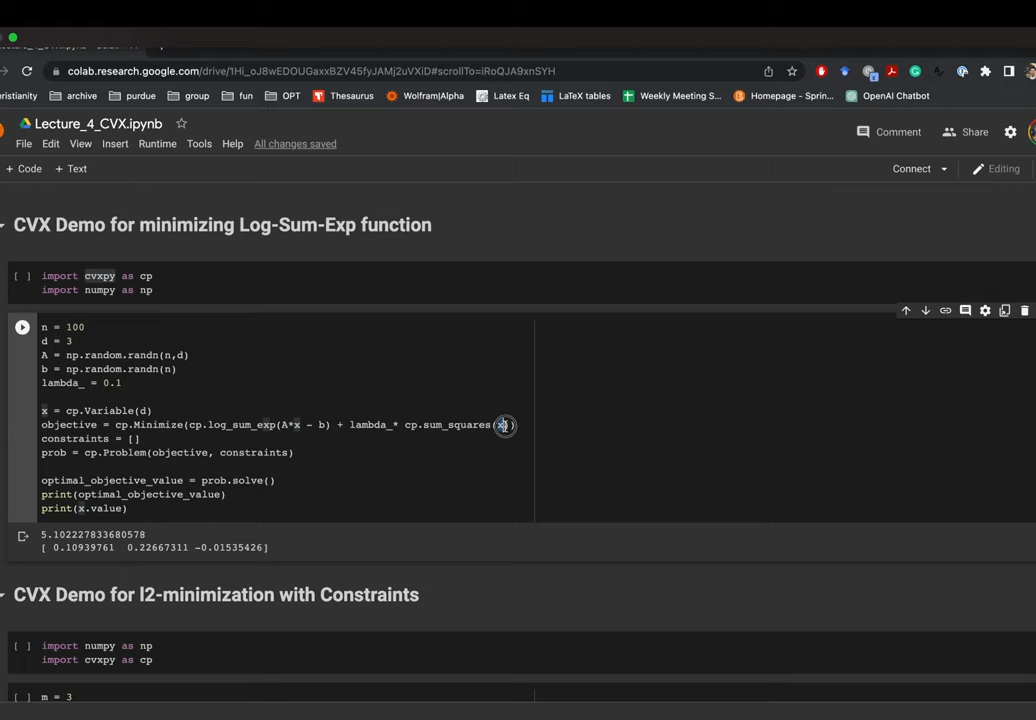 colab.research.google.com/drive/1Hi_oJ8wEDOUGaxxBZV45fyJAMj2uVXiD#scrollTo=iRoQJA9xnSYH
archive
purdue
group
fun
OPT
Thesaurus
Wolfram|Alpha
Latex Eq
LaTeX tables
Weekly Meeting S...
Homepage - Sprin...
OpenAI Chatbot
Lecture_4_CVX.ipynb
Comment
Share
File Edit View Insert Runtime Tools Help All changes saved
+ Code + Text
Connect
Editing
CVX Demo for minimizing Log-Sum-Exp function
[ ] import cvxpy as cp
import numpy as np
n = 100
d = 3
A = np.random.randn(n,d)
b = np.random.randn(n)
lambda_ = 0.1
x = cp.Variable(d)
objective = cp.Minimize(cp.log_sum_exp(A*x - b) + lambda_* cp.sum_squares(x))
constraints = []
prob = cp.Problem(objective, constraints)
optimal_objective_value = prob.solve()
print(optimal_objective_value)
print(x.value)
5.102227833680578
[ 0.10939761 0.22667311 -0.01535426]
CVX Demo for l2-minimization with Constraints
[ ] import numpy as np
import cvxpy as cp
[ ] m = 3